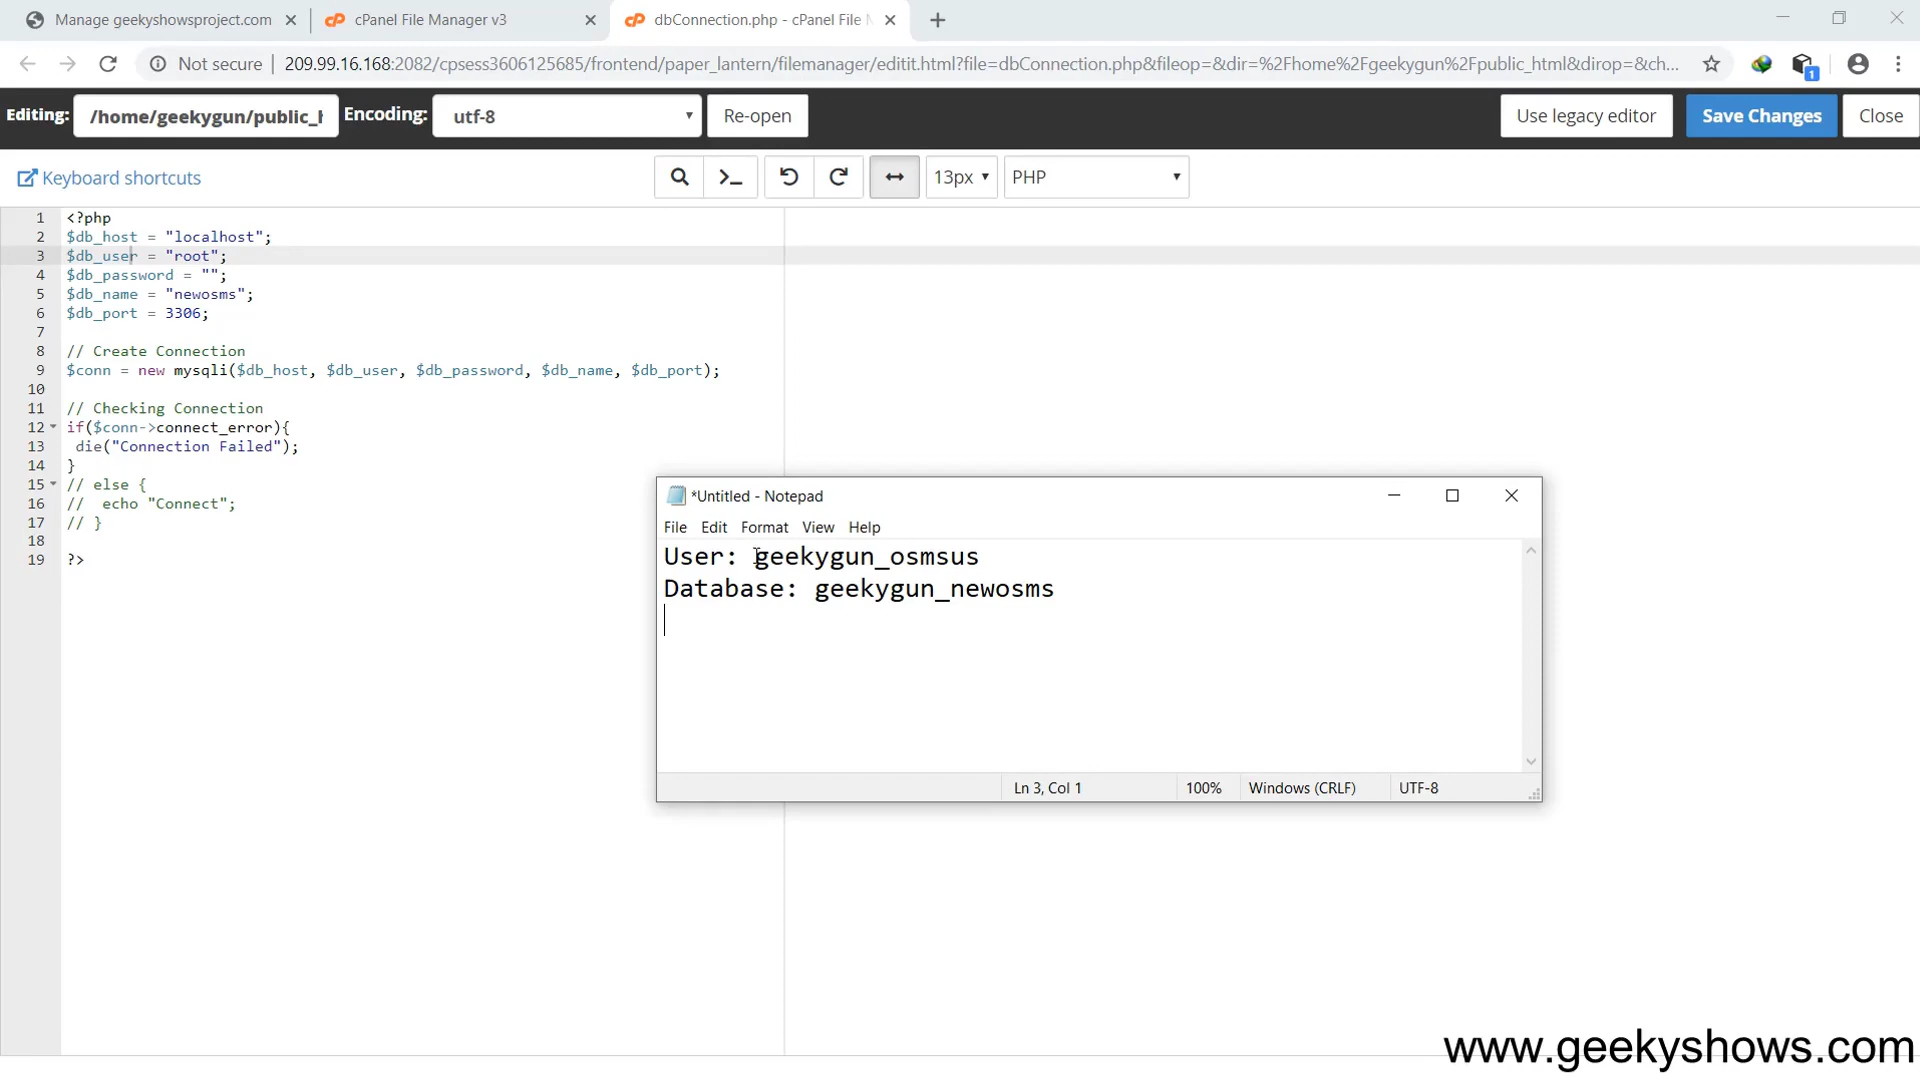 Manage geekyshowsproject.com
cPanel File Manager v3
dbConnection.php - cPanel File M
Not secure
209.99.16.168:2082/cpsess3606125685/frontend/paper_lantern/filemanager/editit.html?file=dbConnection.php&fileop=&dir=%2Fhome%2Fgeekygun%2Fpublic_html&dirop=&ch...
1
Editing: /home/geekygun/public_h Encoding: utf-8 Re-open Use legacy editor Save Changes Close
Keyboard shortcuts
13px PHP
1 <?php
2 $db_host = "localhost";
3 $db_user = "root";
4 $db_password = "";
5 $db_name = "newosms";
6 $db_port = 3306;
7
8 // Create Connection
9 $conn = new mysqli($db_host, $db_user, $db_password, $db_name, $db_port);
10
11 // Checking Connection
12 if($conn->connect_error){
13 die("Connection Failed");
14 }
15 // else {
16 // echo "Connect";
17 // }
18
19 ?>
*Untitled - Notepad
File Edit Format View Help
User: geekygun_osmsus
Database: geekygun_newosms
Ln 3, Col 1 100% Windows (CRLF) UTF-8
www.geekyshows.com